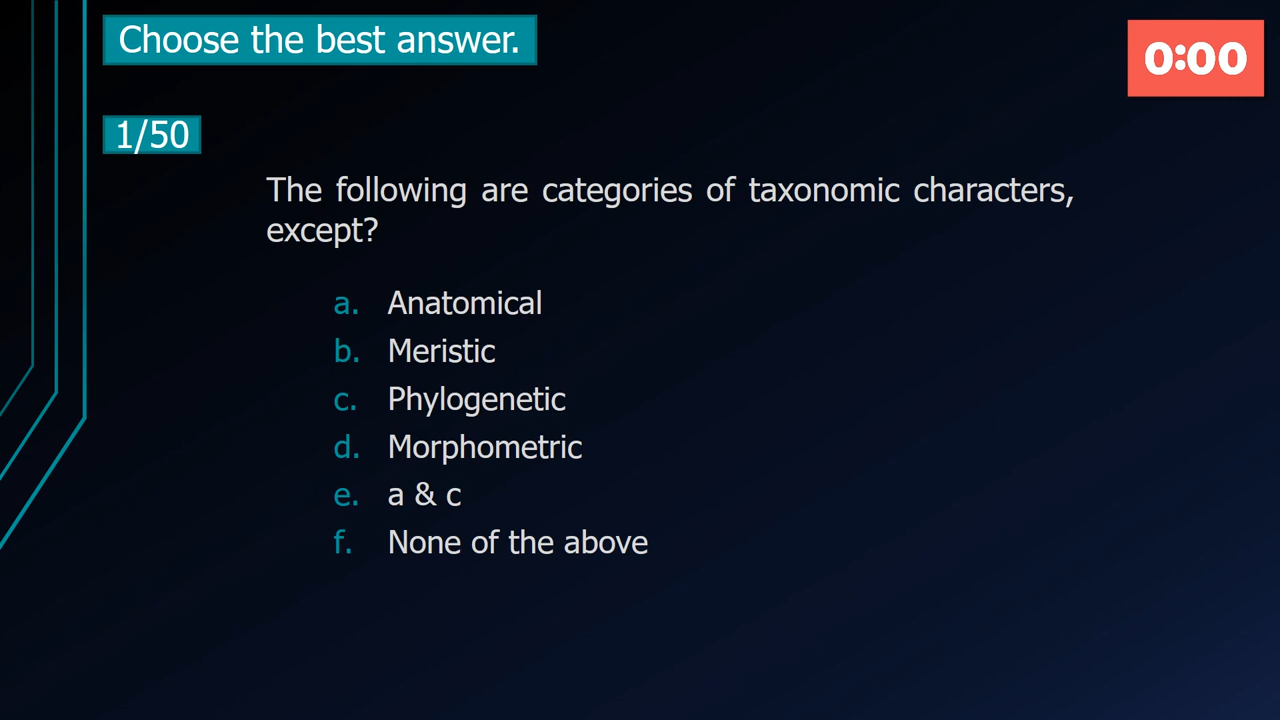 Choose the best answer.
0:00
1/50
The following are categories of taxonomic characters,
except?
a. Anatomical
b. Meristic
c. Phylogenetic
d. Morphometric
e. a & c
f. None of the above